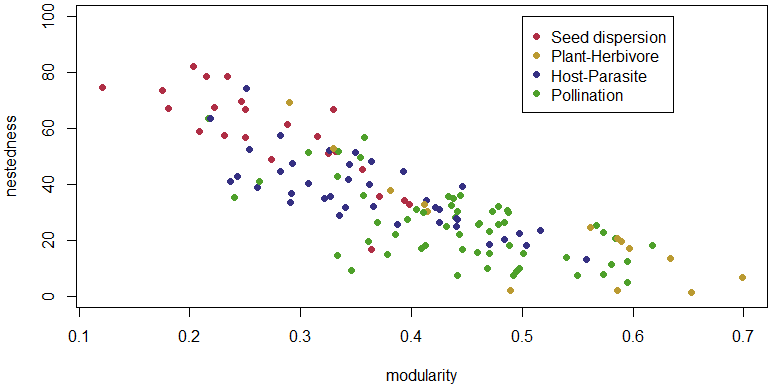 100
80
60
40
20
0
nestedness
Seed dispersion
Plant-Herbivore
Host-Parasite
Pollination
0.1 0.2 0.3 0.4 0.5 0.6 0.7
modularity